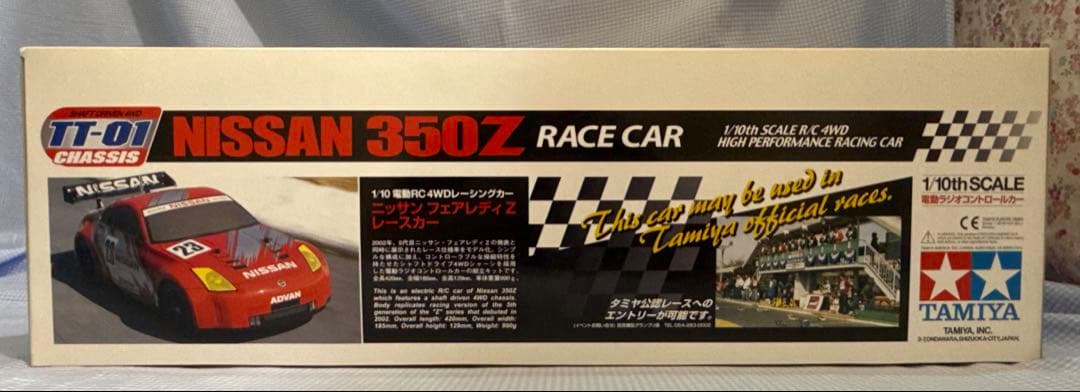 SHAFT DRIVEN 4WD
TT-01
CHASSIS
NISSAN 350Z RACE CAR
1/10th SCALE R/C 4WD
HIGH PERFORMANCE RACING CAR
NISSAN
NISSAN
23
NISSAN
ADVAN
1/10 電動RC 4WDレーシングカー
ニッサン フェアレディZ
レースカー
This is an electric R/C car of Nissan 350Z
which features a shaft driven 4WD chassis.
Body replicates racing version of the 5th
generation of the "Z" series that debuted in
2002. Overall length: 420mm, Overall width:
185mm, Overall height: 129mm, Weight: 950g
This car may be used in
Tamiya official races.
タミヤ公認レースへの
エントリーが可能です。
1/10th SCALE
電動ラジオコントロールカー
CE
TAMIYA
TAMIYA, INC.
3-7,ONDAWARA,SHIZUOKA-CITY,JAPAN.